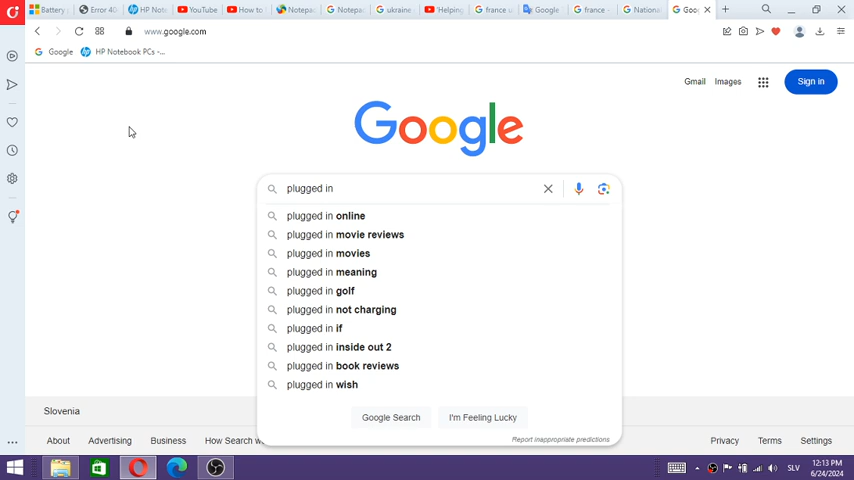 Battery
Error 40
HP Note
YouTube
How to
Notepa
Notepa
ukraine
'Helping
france u
Google
france -
Nationa
Goo
www.google.com
Google
HP Notebook PCs -...
Gmail
Images
Sign in
Google
plugged in
plugged in online
plugged in movie reviews
plugged in movies
plugged in meaning
plugged in golf
plugged in not charging
plugged in if
plugged in inside out 2
plugged in book reviews
plugged in wish
Google Search
I'm Feeling Lucky
Report inappropriate predictions
Slovenia
About
Advertising
Business
How Search w
Privacy
Terms
Settings
SLV
12:13 PM
6/24/2024